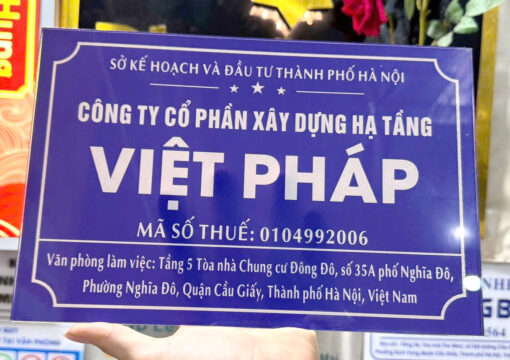 SỞ KẾ HOẠCH VÀ ĐẦU TƯ THÀNH PHỐ HÀ NỘI
CÔNG TY CỔ PHẦN XÂY DỰNG HẠ TẦNG
VIỆT PHÁP
MÃ SỐ THUẾ: 0104992006
Văn phòng làm việc: Tầng 5 Tòa nhà Chung cư Đông Đô, số 35A phố Nghĩa Đô,
Phường Nghĩa Đô, Quận Cầu Giấy, Thành phố Hà Nội, Việt Nam